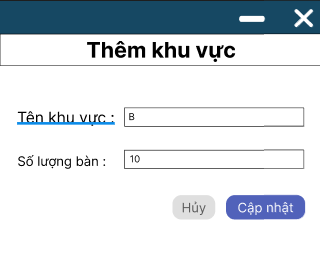 Thêm khu vực
Tên khu vực : B
Số lượng bàn : 10
Hủy Cập nhật